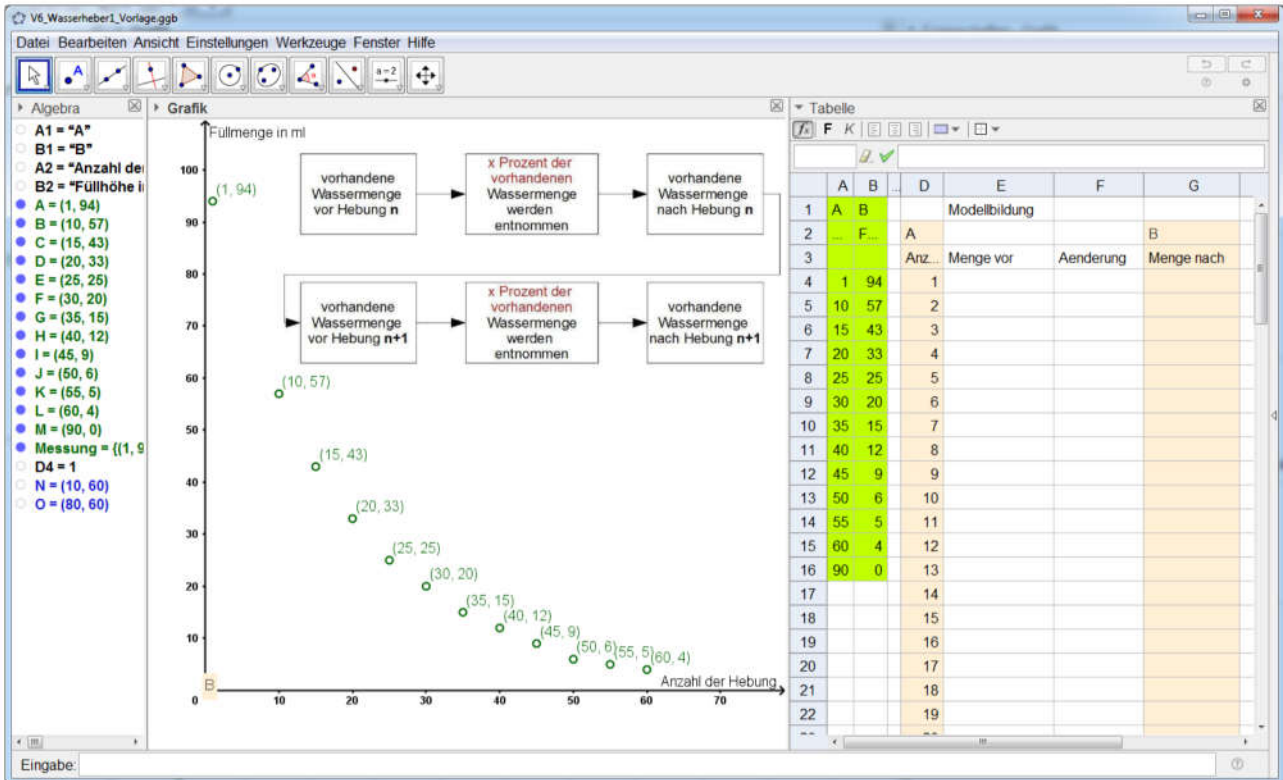 V6_Wasserheber1_Vorlage.ggb
Datei Bearbeiten Ansicht Einstellungen Werkzeuge Fenster Hilfe
A
a=2
Algebra
A1 = "A"
B1 = "B"
A2 = "Anzahl der
B2 = "Füllhöhe i
A = (1, 94)
B = (10, 57)
C = (15, 43)
D = (20, 33)
E = (25, 25)
F = (30, 20)
G = (35, 15)
H = (40, 12)
I = (45, 9)
J = (50, 6)
K = (55, 5)
L = (60, 4)
M = (90, 0)
Messung = {(1, 9
D4 = 1
N = (10, 60)
O = (80, 60)
Grafik
Füllmenge in ml
100
90
80
70
60
50
40
30
20
10
0
10
20
30
40
50
60
70
Anzahl der Hebung
B
(1, 94)
(10, 57)
(15, 43)
(20, 33)
(25, 25)
(30, 20)
(35, 15)
(40, 12)
(45, 9)
(50, 6)
(55, 5)
(60, 4)
vorhandene
Wassermenge
vor Hebung n
x Prozent der
vorhandenen
Wassermenge
werden
entnommen
vorhandene
Wassermenge
nach Hebung n
vorhandene
Wassermenge
vor Hebung n+1
x Prozent der
vorhandenen
Wassermenge
werden
entnommen
vorhandene
Wassermenge
nach Hebung n+1
Tabelle
fx F K
A B ... D E F G
1 A B Modellbildung
2 ... F... A B
3 Anz... Menge vor Aenderung Menge nach
4 1 94 1
5 10 57 2
6 15 43 3
7 20 33 4
8 25 25 5
9 30 20 6
10 35 15 7
11 40 12 8
12 45 9 9
13 50 6 10
14 55 5 11
15 60 4 12
16 90 0 13
17 14
18 15
19 16
20 17
21 18
22 19
Eingabe: